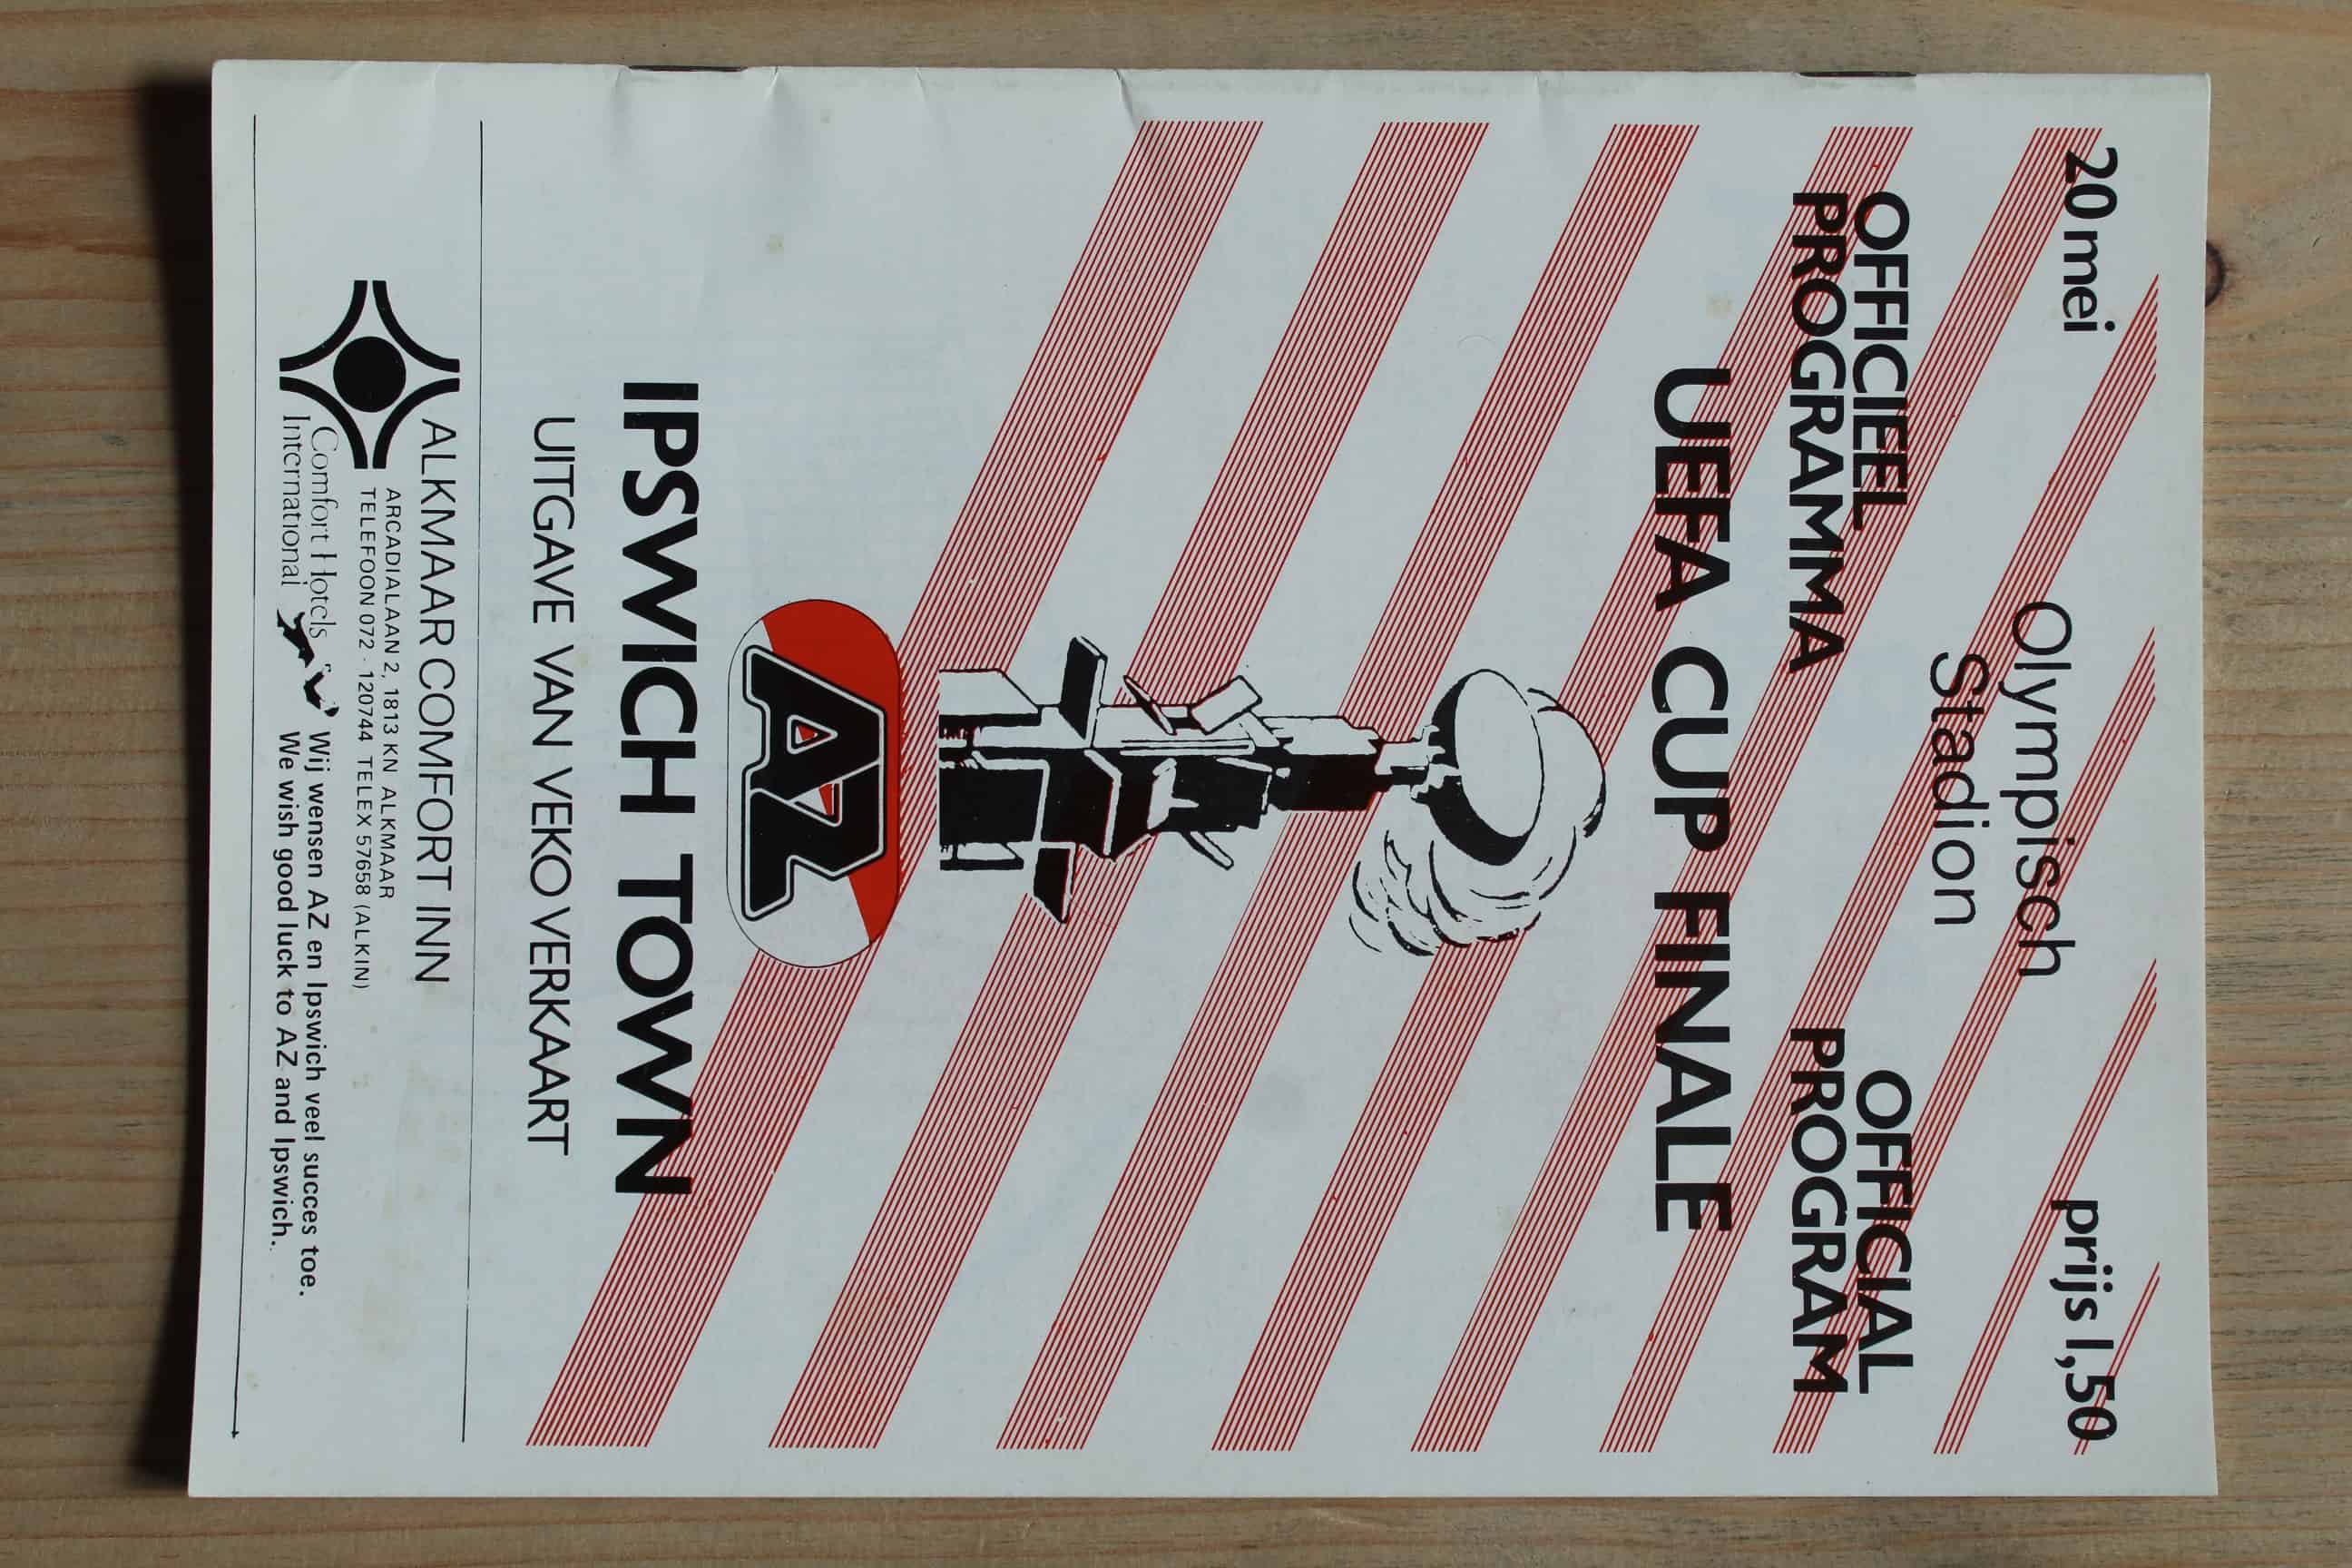 20 mei
prijs 1,50
Olympisch
Stadion
OFFICIEEL
PROGRAMMA
OFFICIAL
PROGRAM
UEFA CUP FINALE
AZ
IPSWICH TOWN
UITGAVE VAN VEKO VERKAART
ALKMAAR COMFORT INN
ARCADIALAAN 2, 1813 KN ALKMAAR
TELEFOON 072 - 120744 TELEX 57658 (ALKIN)
Comfort Hotels
International
Wij wensen AZ en Ipswich veel succes toe.
We wish good luck to AZ and Ipswich.